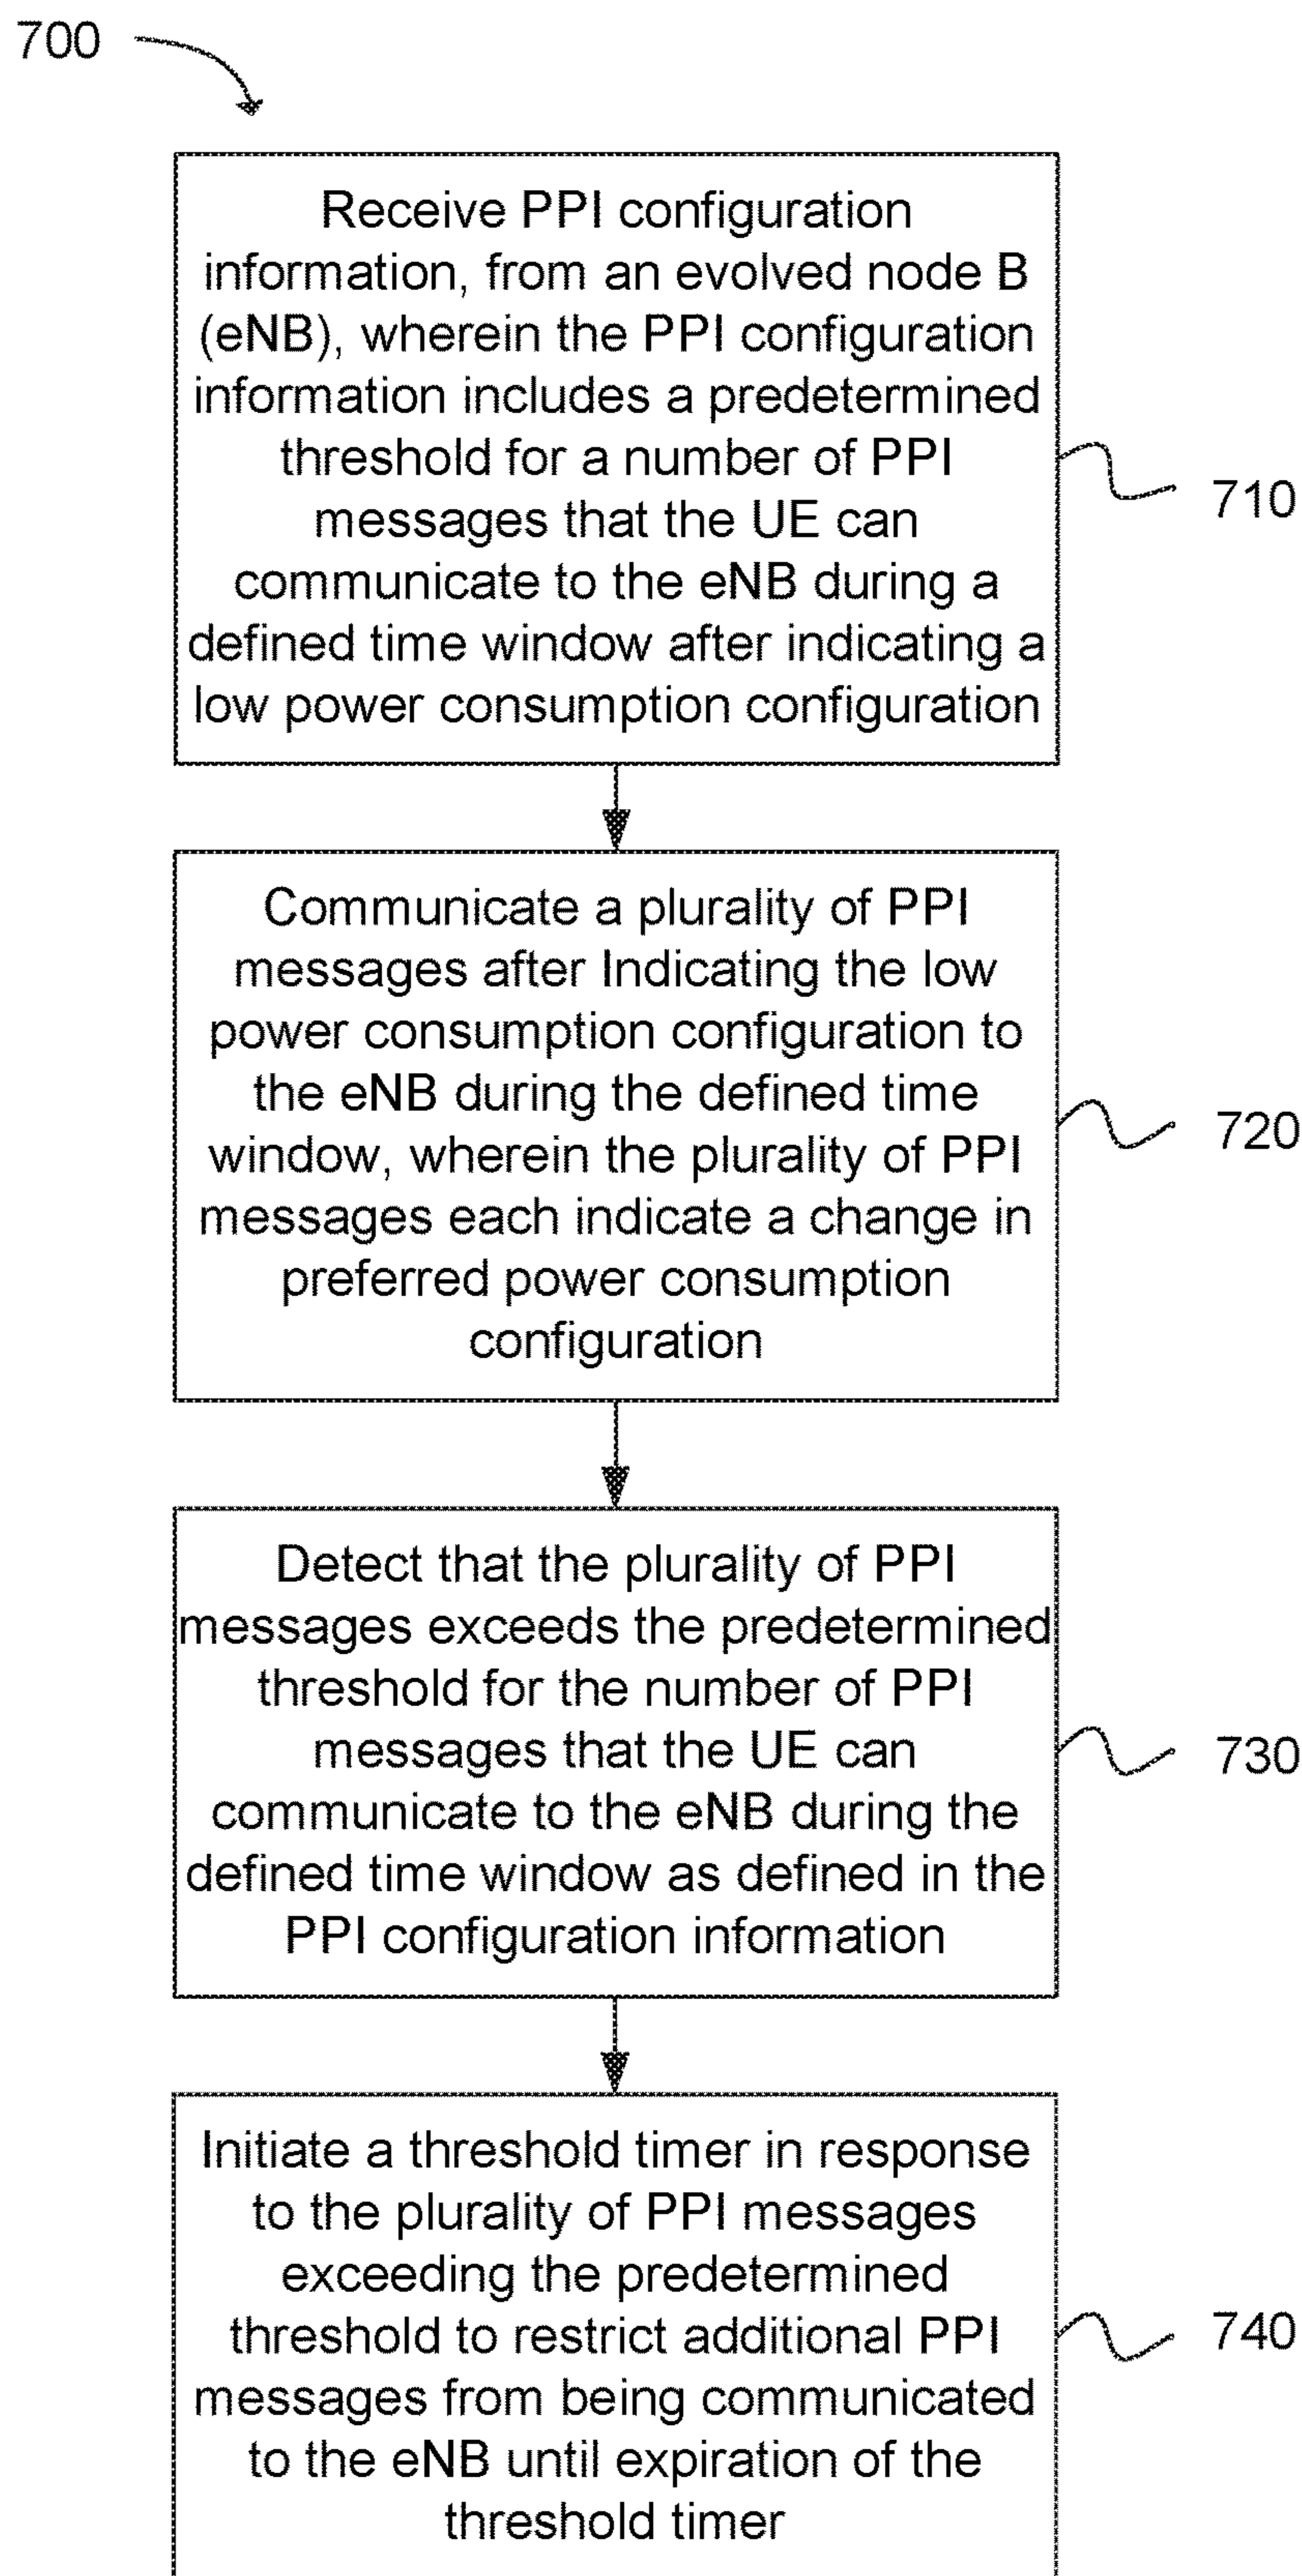 700
Receive PPI configuration
information, from an evolved node B
(eNB), wherein the PPI configuration
information includes a predetermined
threshold for a number of PPI
messages that the UE can
communicate to the eNB during a
defined time window after indicating a
low power consumption configuration
710
Communicate a plurality of PPI
messages after Indicating the low
power consumption configuration to
the eNB during the defined time
window, wherein the plurality of PPI
messages each indicate a change in
preferred power consumption
configuration
720
Detect that the plurality of PPI
messages exceeds the predetermined
threshold for the number of PPI
messages that the UE can
communicate to the eNB during the
defined time window as defined in the
PPI configuration information
730
Initiate a threshold timer in response
to the plurality of PPI messages
exceeding the predetermined
threshold to restrict additional PPI
messages from being communicated
to the eNB until expiration of the
threshold timer
740